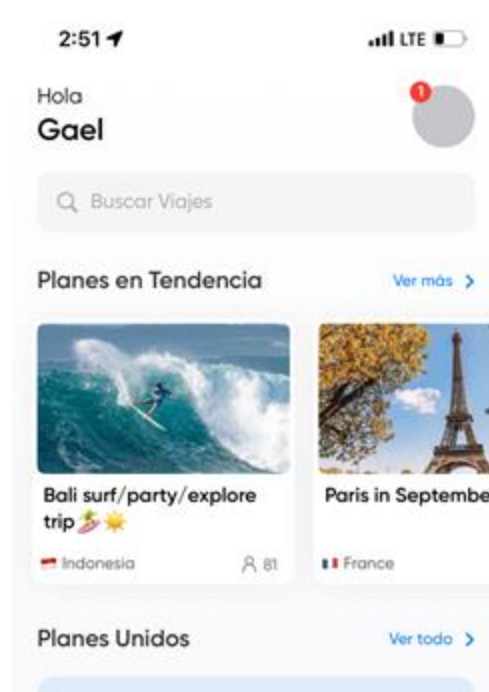 2:51
LTE
Hola
1
Gael
Buscar Viajes
Planes en Tendencia
Ver más
Bali surf/party/explore
trip🏄☀️
Indonesia
81
Paris in Septembe
France
Planes Unidos
Ver todo